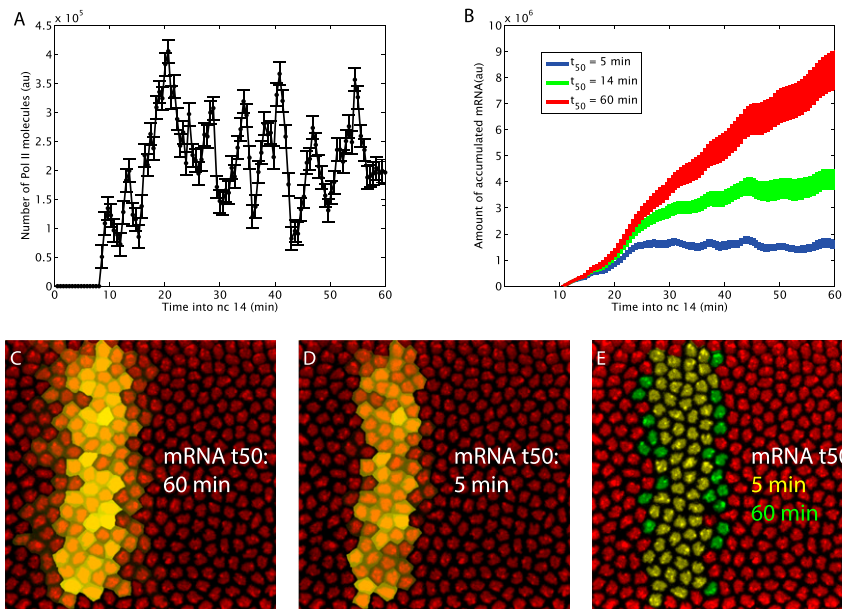 A
x 10^5
4.5
4
3.5
3
2.5
2
1.5
1
0.5
0
0 10 20 30 40 50 60
Number of Pol II molecules (au)
Time into nc 14 (min)
B
x 10^6
10
9
8
7
6
5
4
3
2
1
0
0 10 20 30 40 50 60
Amount of accumulated mRNA(au)
Time into nc 14 (min)
t50 = 5 min
t50 = 14 min
t50 = 60 min
C
mRNA t50:
60 min
D
mRNA t50:
5 min
E
mRNA t50
5 min
60 min